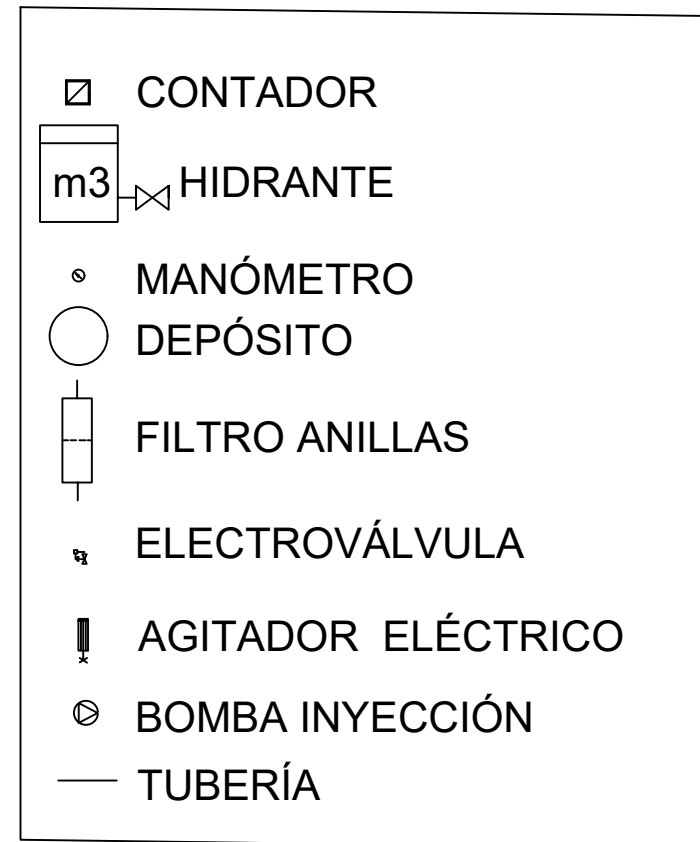 CONTADOR
m3 HIDRANTE
MANÓMETRO
DEPÓSITO
FILTRO ANILLAS
ELECTROVÁLVULA
AGITADOR ELÉCTRICO
BOMBA INYECCIÓN
TUBERÍA